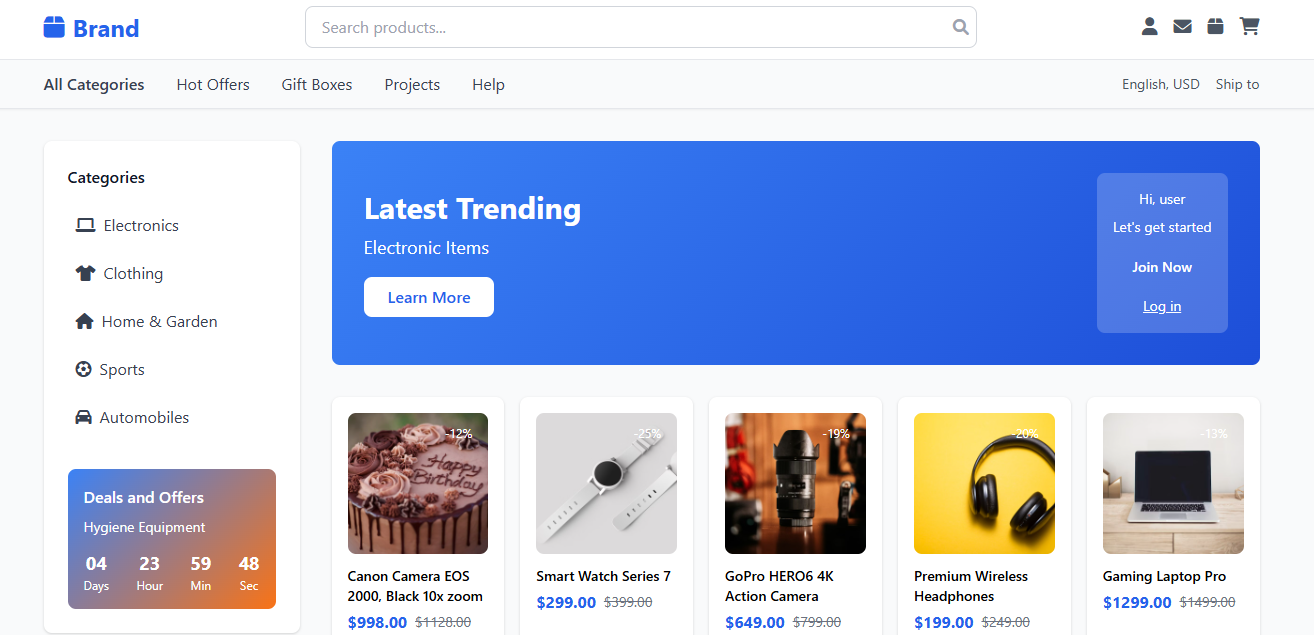 Brand
Search products...
All Categories
Hot Offers
Gift Boxes
Projects
Help
English, USD
Ship to
Categories
Electronics
Clothing
Home & Garden
Sports
Automobiles
Deals and Offers
Hygiene Equipment
04 23 59 48
Days Hour Min Sec
Latest Trending
Electronic Items
Learn More
Hi, user
Let's get started
Join Now
Log in
-12%
Happy
Birthday
Canon Camera EOS
2000, Black 10x zoom
$998.00 $1128.00
-25%
Smart Watch Series 7
$299.00 $399.00
-19%
GoPro HERO6 4K
Action Camera
$649.00 $799.00
-20%
Premium Wireless
Headphones
$199.00 $249.00
-13%
Gaming Laptop Pro
$1299.00 $1499.00